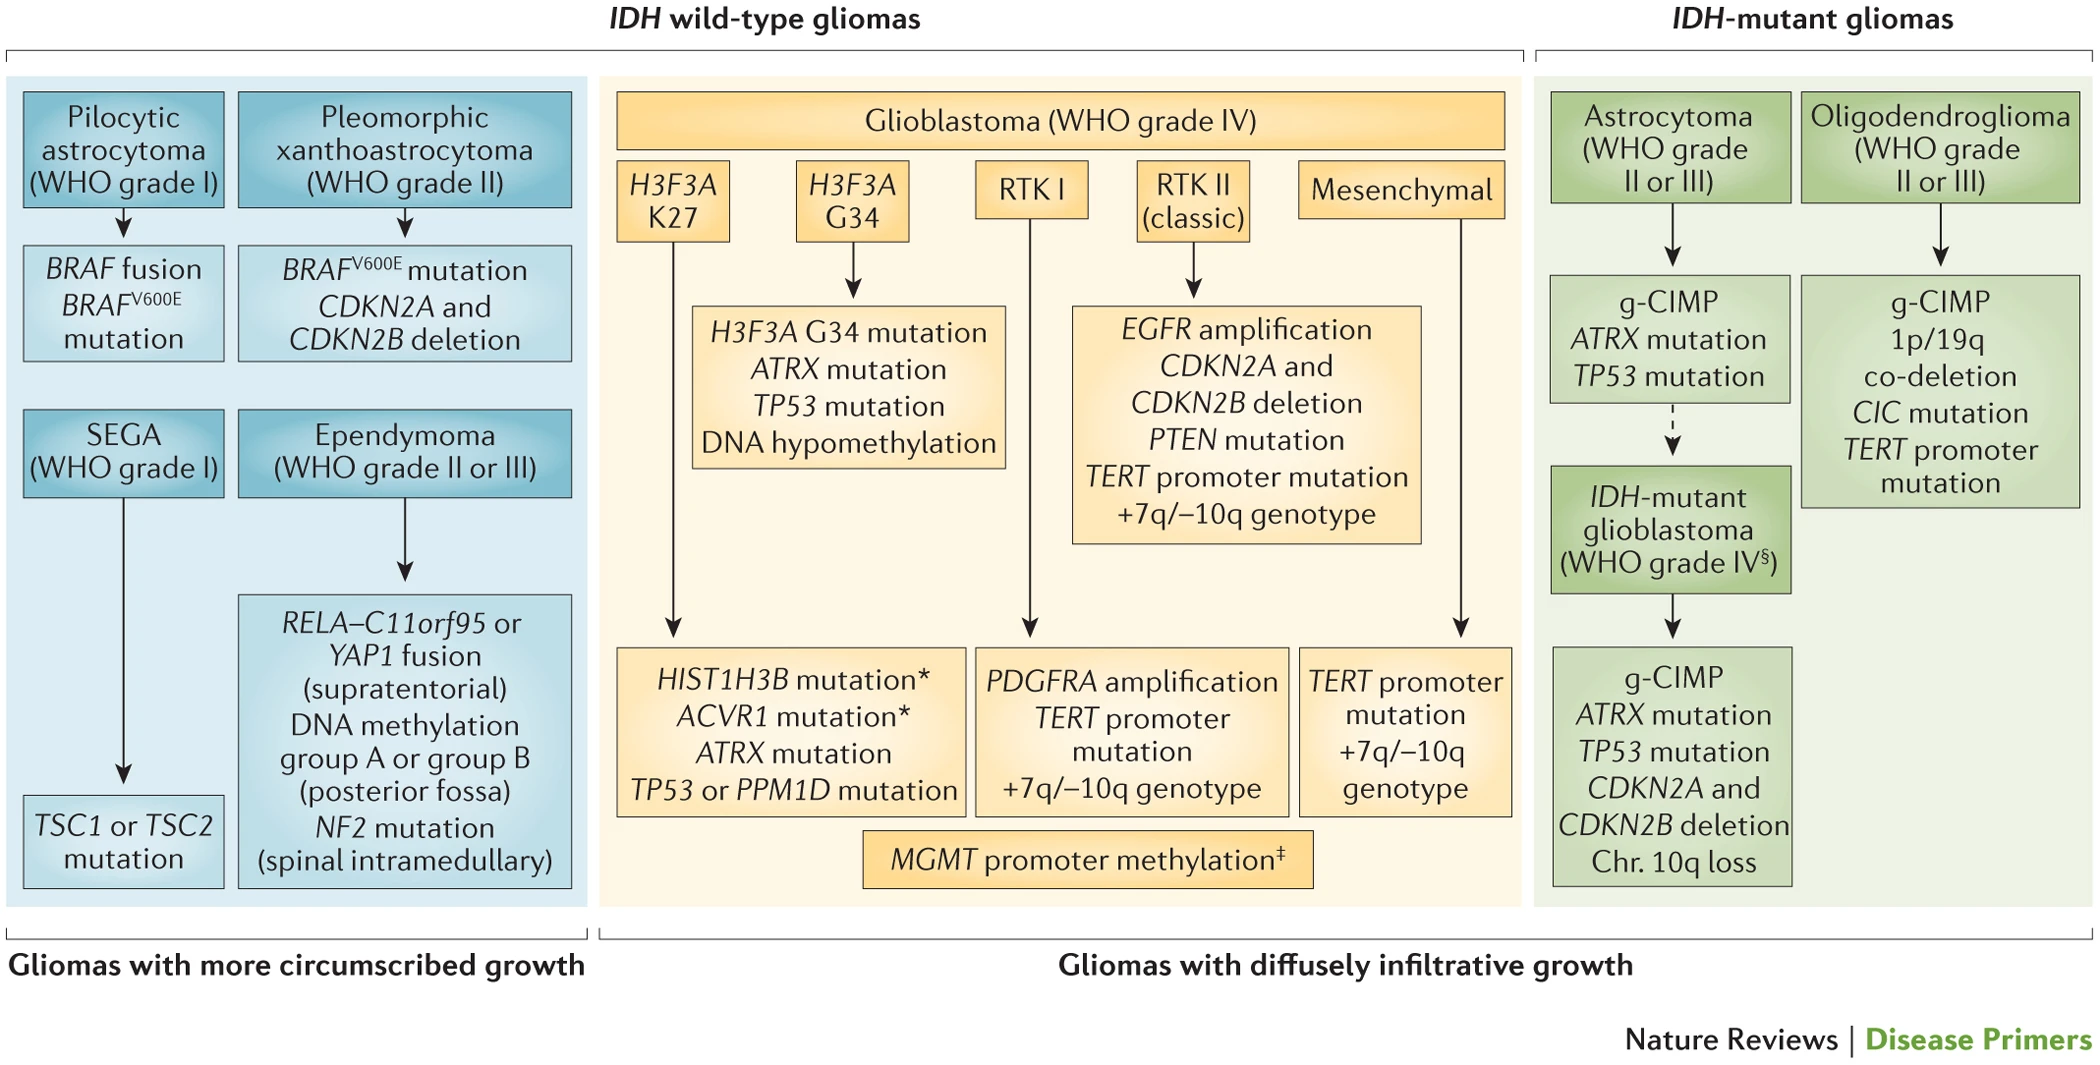 IDH wild-type gliomas
IDH-mutant gliomas
Pilocytic
astrocytoma
(WHO grade I)
Pleomorphic
xanthoastrocytoma
(WHO grade II)
BRAF fusion
BRAFV600E
mutation
BRAFV600E mutation
CDKN2A and
CDKN2B deletion
SEGA
(WHO grade I)
Ependymoma
(WHO grade II or III)
TSC1 or TSC2
mutation
RELA–C11orf95 or
YAP1 fusion
(supratentorial)
DNA methylation
group A or group B
(posterior fossa)
NF2 mutation
(spinal intramedullary)
Glioblastoma (WHO grade IV)
H3F3A
K27
H3F3A
G34
RTK I
RTK II
(classic)
Mesenchymal
H3F3A G34 mutation
ATRX mutation
TP53 mutation
DNA hypomethylation
EGFR amplification
CDKN2A and
CDKN2B deletion
PTEN mutation
TERT promoter mutation
+7q/–10q genotype
HIST1H3B mutation*
ACVR1 mutation*
ATRX mutation
TP53 or PPM1D mutation
PDGFRA amplification
TERT promoter
mutation
+7q/–10q genotype
TERT promoter
mutation
+7q/–10q
genotype
MGMT promoter methylation‡
Astrocytoma
(WHO grade
II or III)
Oligodendroglioma
(WHO grade
II or III)
g-CIMP
ATRX mutation
TP53 mutation
g-CIMP
1p/19q
co-deletion
CIC mutation
TERT promoter
mutation
IDH-mutant
glioblastoma
(WHO grade IV§)
g-CIMP
ATRX mutation
TP53 mutation
CDKN2A and
CDKN2B deletion
Chr. 10q loss
Gliomas with more circumscribed growth
Gliomas with diffusely infiltrative growth
Nature Reviews | Disease Primers